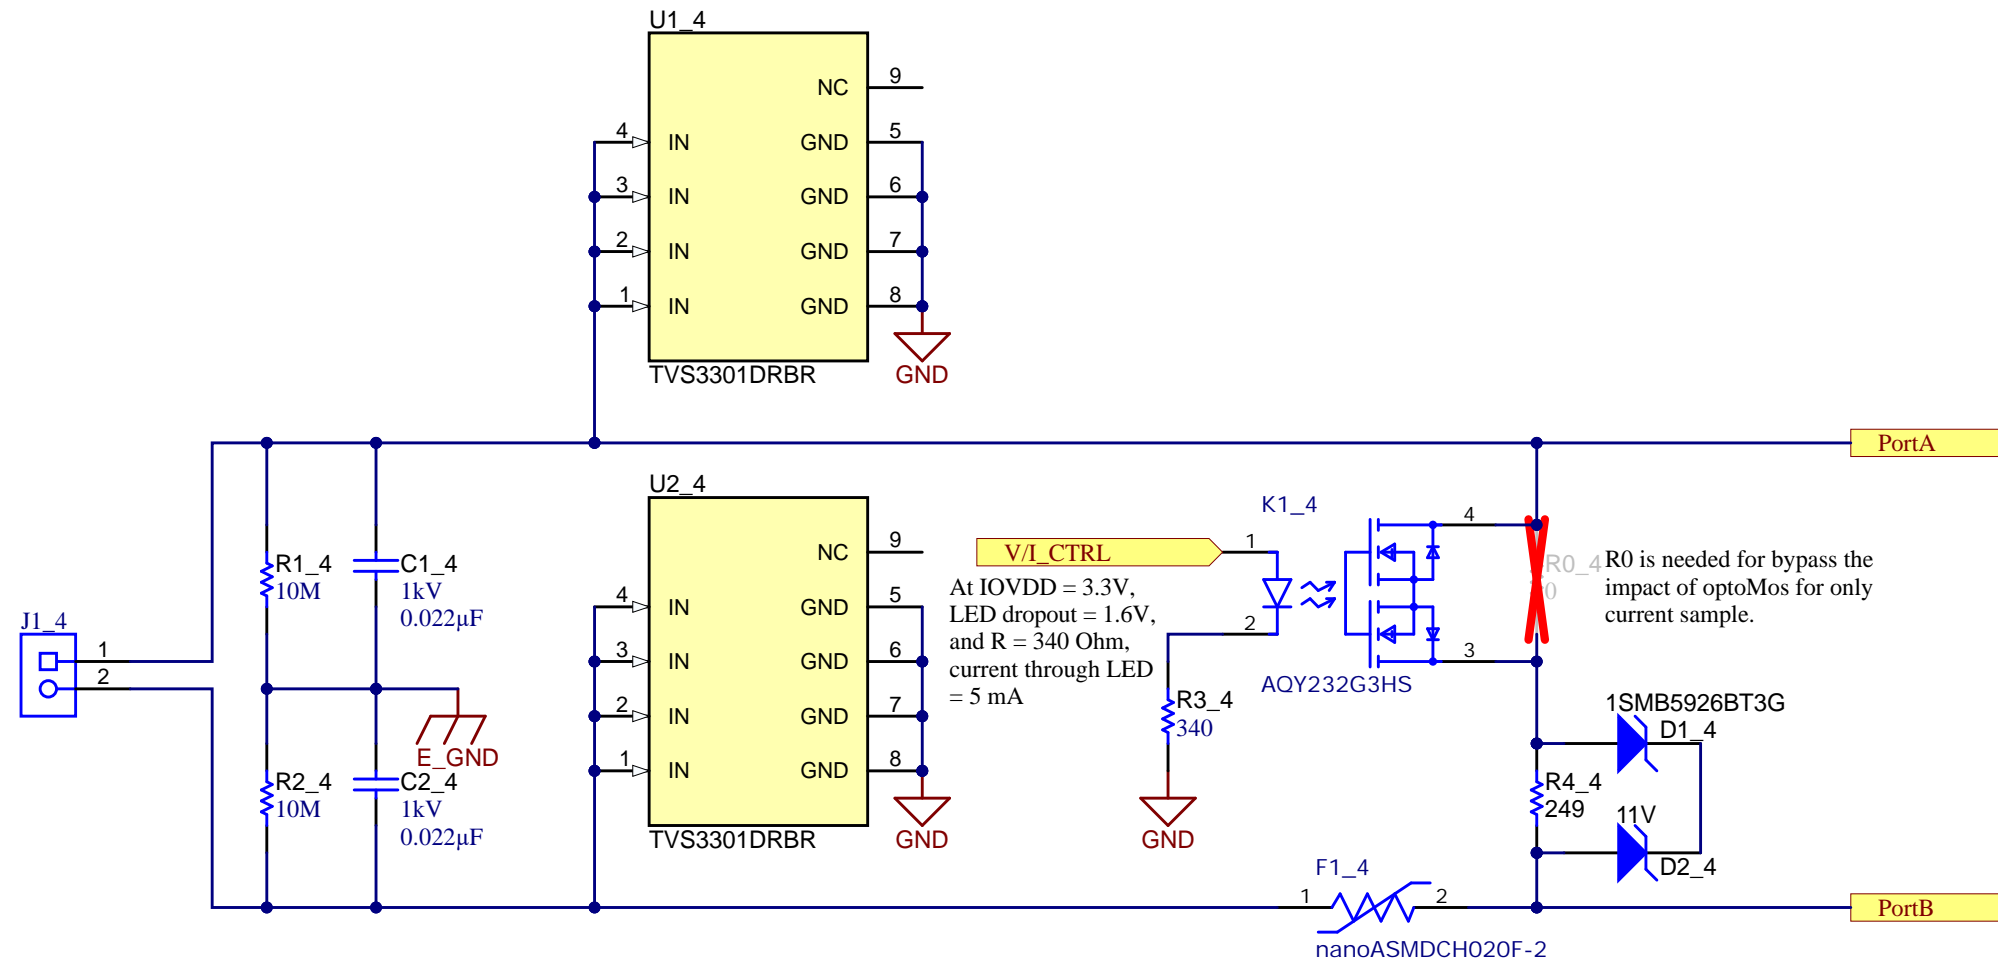 U1_4
NC 9
4 IN GND 5
3 IN GND 6
2 IN GND 7
1 IN GND 8
TVS3301DRBR
GND
PortA
U2_4
NC 9
4 IN GND 5
3 IN GND 6
2 IN GND 7
1 IN GND 8
TVS3301DRBR
GND
J1_4
1
2
R1_4
10M
C1_4
1kV
0.022µF
E_GND
R2_4
10M
C2_4
1kV
0.022µF
V/I_CTRL
At IOVDD = 3.3V,
LED dropout = 1.6V,
and R = 340 Ohm,
current through LED
= 5 mA
K1_4
1
2
4
3
AQY232G3HS
R3_4
340
GND
R0_4
0
R0 is needed for bypass the
impact of optoMos for only
current sample.
1SMB5926BT3G
D1_4
R4_4
249
11V
D2_4
F1_4
1 2
nanoASMDCH020F-2
PortB